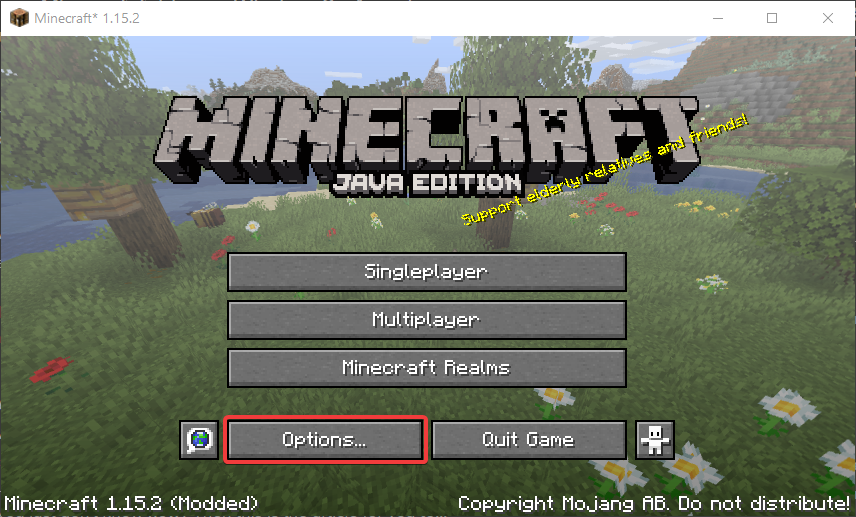 Minecraft* 1.15.2
MINECRAFT
JAVA EDITION
Support elderly relatives and friends!
Singleplayer
Multiplayer
Minecraft Realms
Options...
Quit Game
Minecraft 1.15.2 (Modded)
Copyright Mojang AB. Do not distribute!